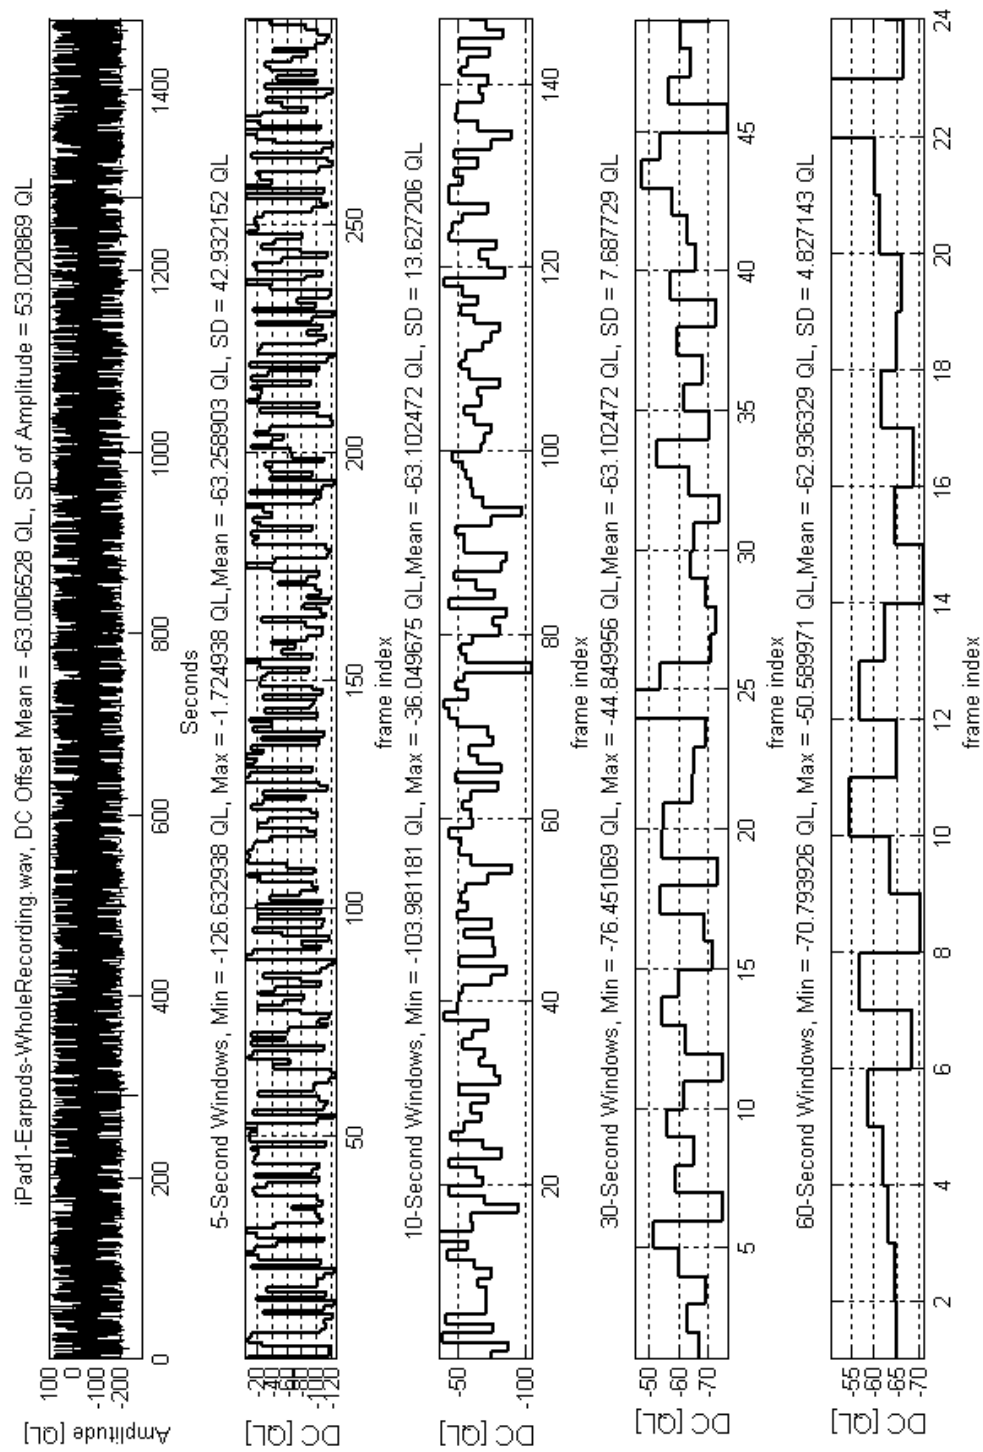 iPad1-Earpods-WholeRecording.wav, DC Offset Mean = -63.006528 QL, SD of Amplitude = 53.020869 QL
Amplitude [QL]
100
0
-100
-200
0 200 400 600 800 1000 1200 1400
Seconds
5-Second Windows, Min = -126.632938 QL, Max = -1.724938 QL,Mean = -63.258903 QL, SD = 42.932152 QL
DC [QL]
-20
-40
-60
-80
-100
-120
50 100 150 200 250
frame index
10-Second Windows, Min = -103.981181 QL, Max = -36.049675 QL,Mean = -63.102472 QL, SD = 13.627206 QL
DC [QL]
-50
-100
20 40 60 80 100 120 140
frame index
30-Second Windows, Min = -76.451069 QL, Max = -44.849956 QL,Mean = -63.102472 QL, SD = 7.687729 QL
DC [QL]
-50
-60
-70
5 10 15 20 25 30 35 40 45
frame index
60-Second Windows, Min = -70.793926 QL, Max = -50.589971 QL,Mean = -62.936329 QL, SD = 4.827143 QL
DC [QL]
-55
-60
-65
-70
2 4 6 8 10 12 14 16 18 20 22 24
frame index